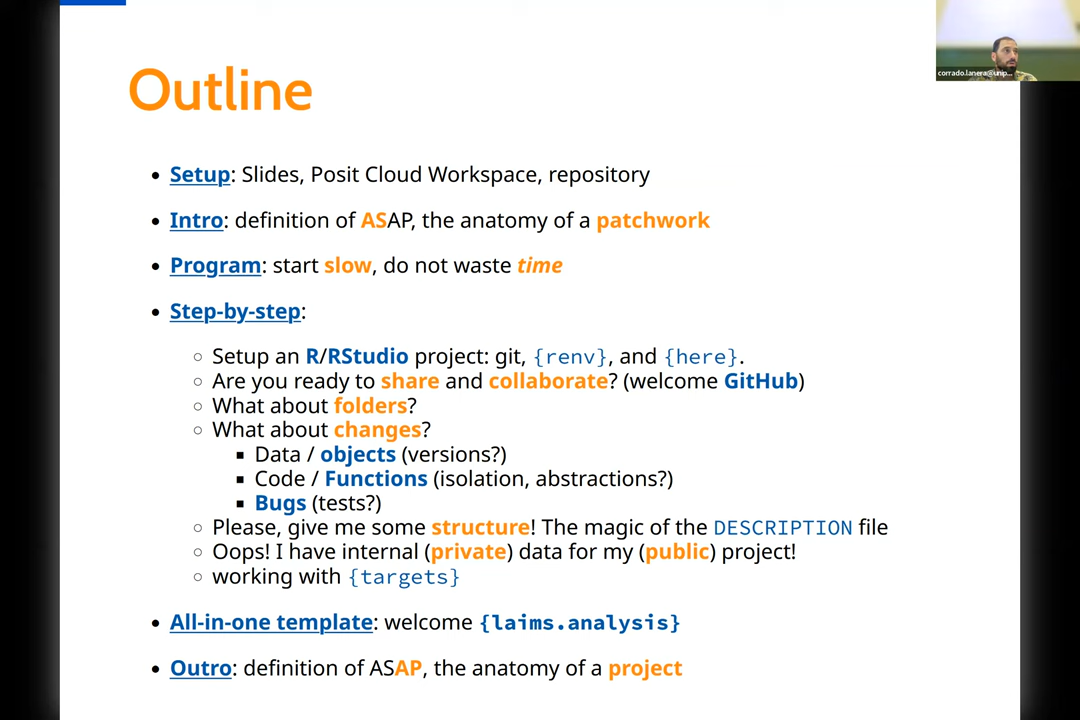 Outline
corrado.lanera@unip...
Setup: Slides, Posit Cloud Workspace, repository
Intro: definition of ASAP, the anatomy of a patchwork
Program: start slow, do not waste time
Step-by-step:
Setup an R/RStudio project: git, {renv}, and {here}.
Are you ready to share and collaborate? (welcome GitHub)
What about folders?
What about changes?
Data / objects (versions?)
Code / Functions (isolation, abstractions?)
Bugs (tests?)
Please, give me some structure! The magic of the DESCRIPTION file
Oops! I have internal (private) data for my (public) project!
working with {targets}
All-in-one template: welcome {laims.analysis}
Outro: definition of ASAP, the anatomy of a project